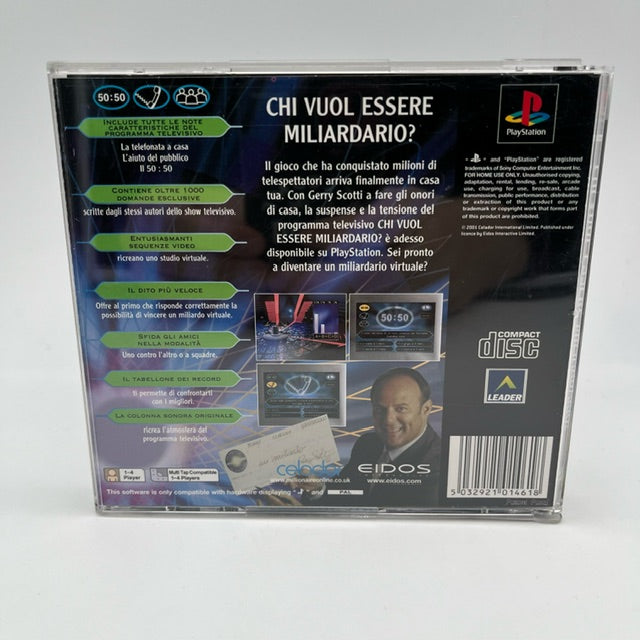 50:50
INCLUDE TUTTE LE NOTE
CARATTERISTICHE DEL
PROGRAMMA TELEVISIVO
La telefonata a casa
L'aiuto del pubblico
Il 50 : 50
CONTIENE OLTRE 1000
DOMANDE ESCLUSIVE
scritte dagli stessi autori dello show televisivo.
ENTUSIASMANTI
SEQUENZE VIDEO
ricreano uno studio virtuale.
IL DITO PIÙ VELOCE
Offre al primo che risponde correttamente la
possibilità di vincere un miliardo virtuale.
SFIDA GLI AMICI
NELLA MODALITÀ
Uno contro l'altro o a squadre.
IL TABELLONE DEI RECORD
ti permette di confrontarti
con i migliori.
LA COLONNA SONORA ORIGINALE
ricrea l'atmosfera del
programma televisivo.
CHI VUOL ESSERE
MILIARDARIO?
Il gioco che ha conquistato milioni di
telespettatori arriva finalmente in casa
tua. Con Gerry Scotti a fare gli onori
di casa, la suspense e la tensione del
programma televisivo CHI VUOL
ESSERE MILIARDARIO? è adesso
disponibile su PlayStation. Sei pronto
a diventare un miliardario virtuale?
50:50
PlayStation
" " and "PlayStation" are registered
trademarks of Sony Computer Entertainment Inc.
FOR HOME USE ONLY. Unauthorised copying,
adaptation, rental, lending, re-sale, arcade
use, charging for use, broadcast, cable
transmission, public performance, distribution
or extraction of this product or any
trademark or copyright work that forms part
of this product are prohibited.
Celador International Limited. Published under
licence by Eidos Interactive Limited.
COMPACT
disc
LEADER
un miliardo
celador
www.millionaireonline.co.uk
EIDOS
www.eidos.com
1-4
Player
Multi Tap Compatible
1-4 Players
This software is only compatible with hardware displaying " " and PAL
5 032921 014618